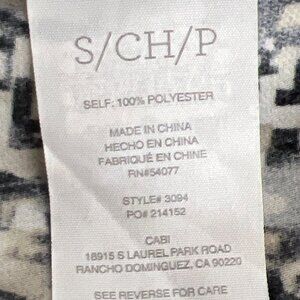 S/CH/P
SELF: 100% POLYESTER
MADE IN CHINA
HECHO EN CHINA
FABRIQUÉ EN CHINE
RN#54077
STYLE# 3094
PO# 214152
CABI
18915 S LAUREL PARK ROAD
RANCHO DOMINGUEZ, CA 90220
SEE REVERSE FOR CARE